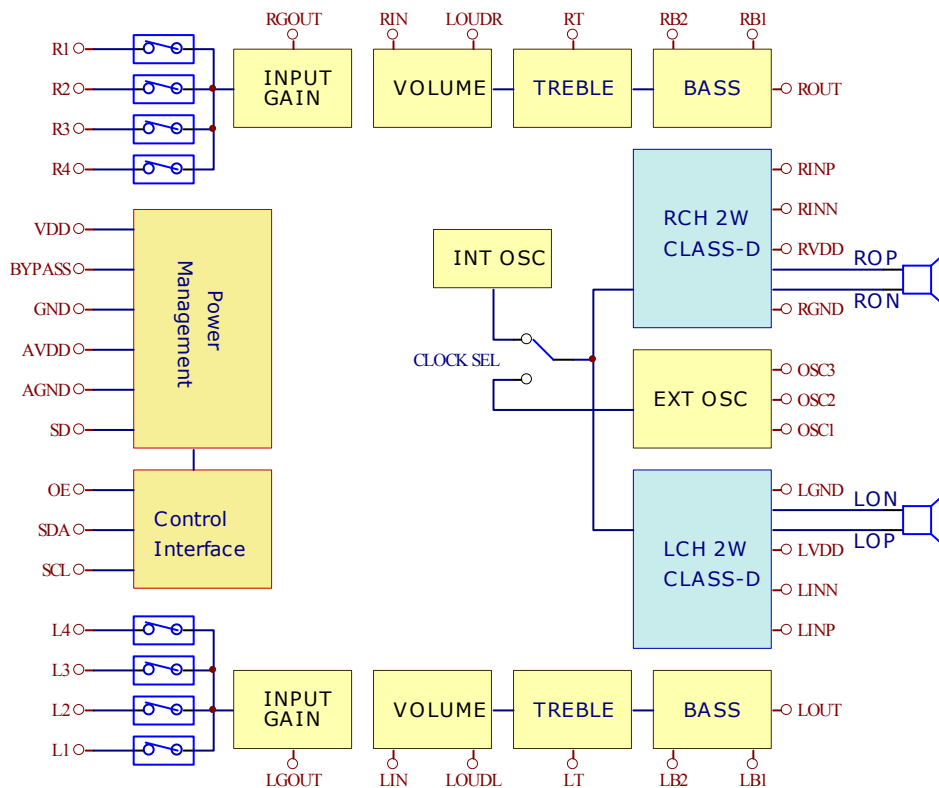 RGOUT
RIN
LOUDR
RT
RB2
RB1
R1
R2
R3
R4
INPUT
GAIN
VOLUME
TREBLE
BASS
ROUT
VDD
BYPASS
GND
AVDD
AGND
SD
Power
Management
OE
SDA
SCL
Control
Interface
INT OSC
CLOCK SEL
RCH 2W
CLASS-D
RINP
RINN
RVDD
RGND
ROP
RON
EXT OSC
OSC3
OSC2
OSC1
LCH 2W
CLASS-D
LGND
LVDD
LINN
LINP
LON
LOP
L4
L3
L2
L1
INPUT
GAIN
VOLUME
TREBLE
BASS
LOUT
LGOUT
LIN
LOUDL
LT
LB2
LB1